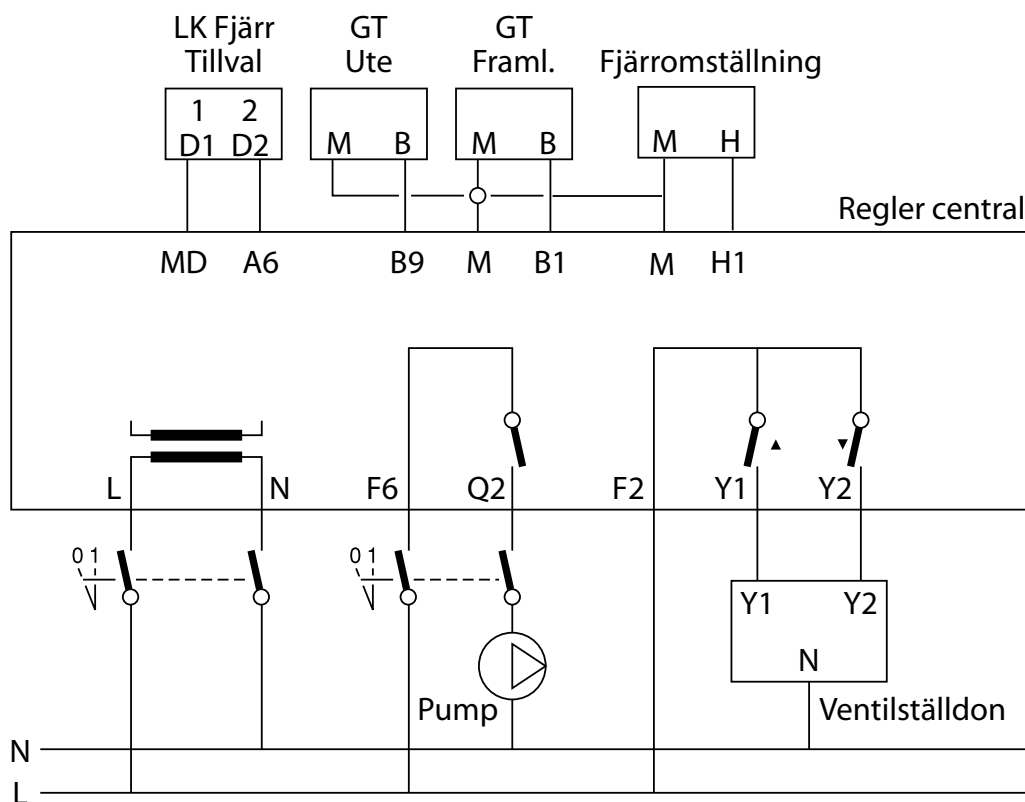 LK Fjärr
Tillval
GT
Ute
GT
Framl.
Fjärromställning
1 2
D1 D2
M B
M B
M H
Regler central
MD A6 B9 M B1 M H1
L N F6 Q2 F2 Y1 Y2
0 1
0 1
Y1 Y2
N
Pump
Ventilställdon
N
L